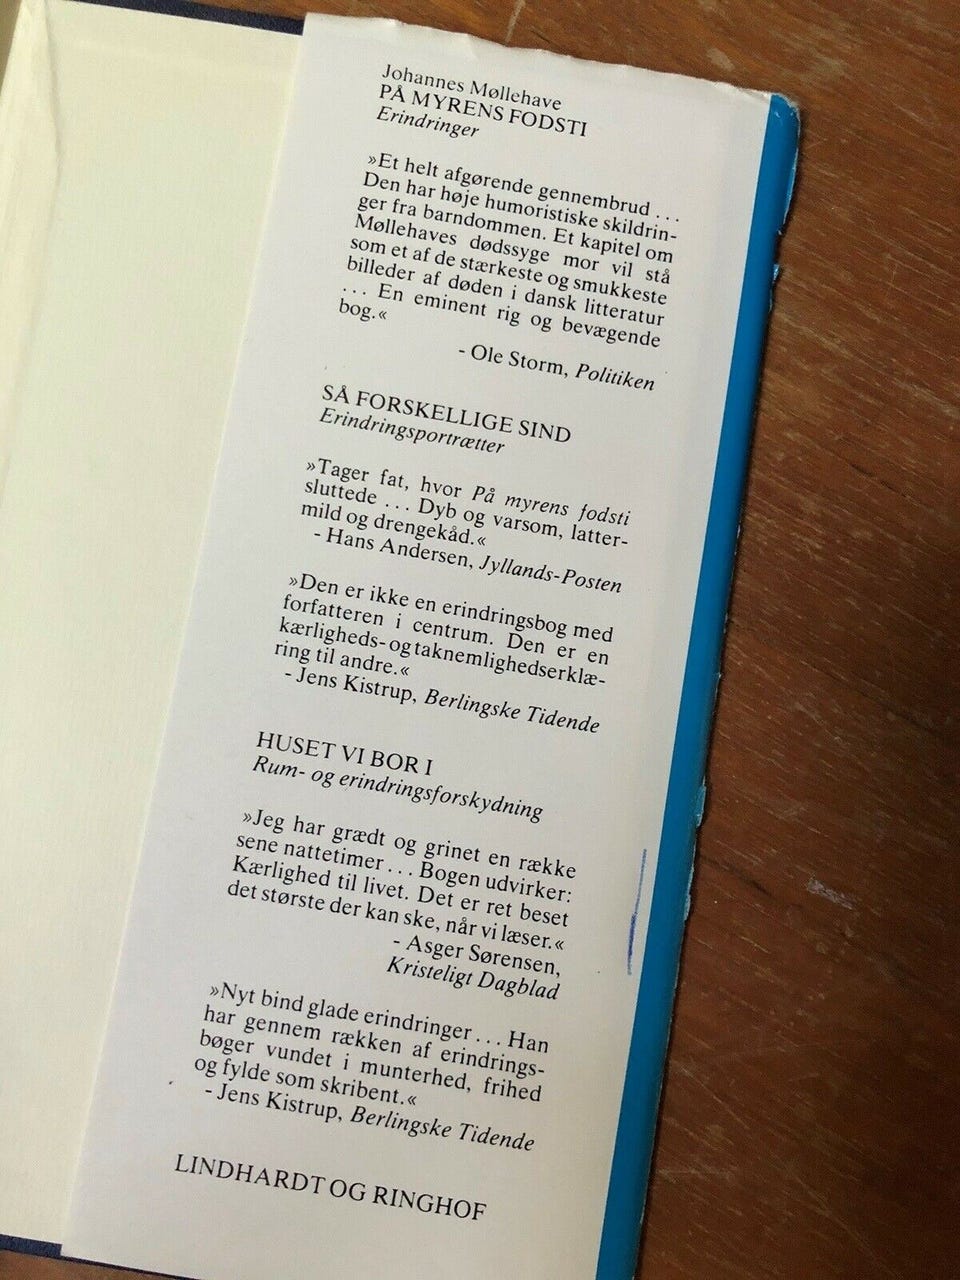 Johannes Møllehave
PÅ MYRENS FODSTI
Erindringer
»Et helt afgørende gennembrud ...
Den har høje humoristiske skildrin-
ger fra barndommen. Et kapitel om
Møllehaves dødssyge mor vil stå
som et af de stærkeste og smukkeste
billeder af døden i dansk litteratur
... En eminent rig og bevægende
bog.«
- Ole Storm, Politiken
SÅ FORSKELLIGE SIND
Erindringsportrætter
»Tager fat, hvor På myrens fodsti
sluttede ... Dyb og varsom, latter-
mild og drengekåd.«
- Hans Andersen, Jyllands-Posten
»Den er ikke en erindringsbog med
forfatteren i centrum. Den er en
kærligheds- og taknemlighedserklæ-
ring til andre.«
- Jens Kistrup, Berlingske Tidende
HUSET VI BOR I
Rum- og erindringsforskydning
»Jeg har grædt og grinet en række
sene nattetimer ... Bogen udvirker:
Kærlighed til livet. Det er ret beset
det største der kan ske, når vi læser.«
- Asger Sørensen,
Kristeligt Dagblad
»Nyt bind glade erindringer ... Han
har gennem rækken af erindrings-
bøger vundet i munterhed, frihed
og fylde som skribent.«
- Jens Kistrup, Berlingske Tidende
LINDHARDT OG RINGHOF